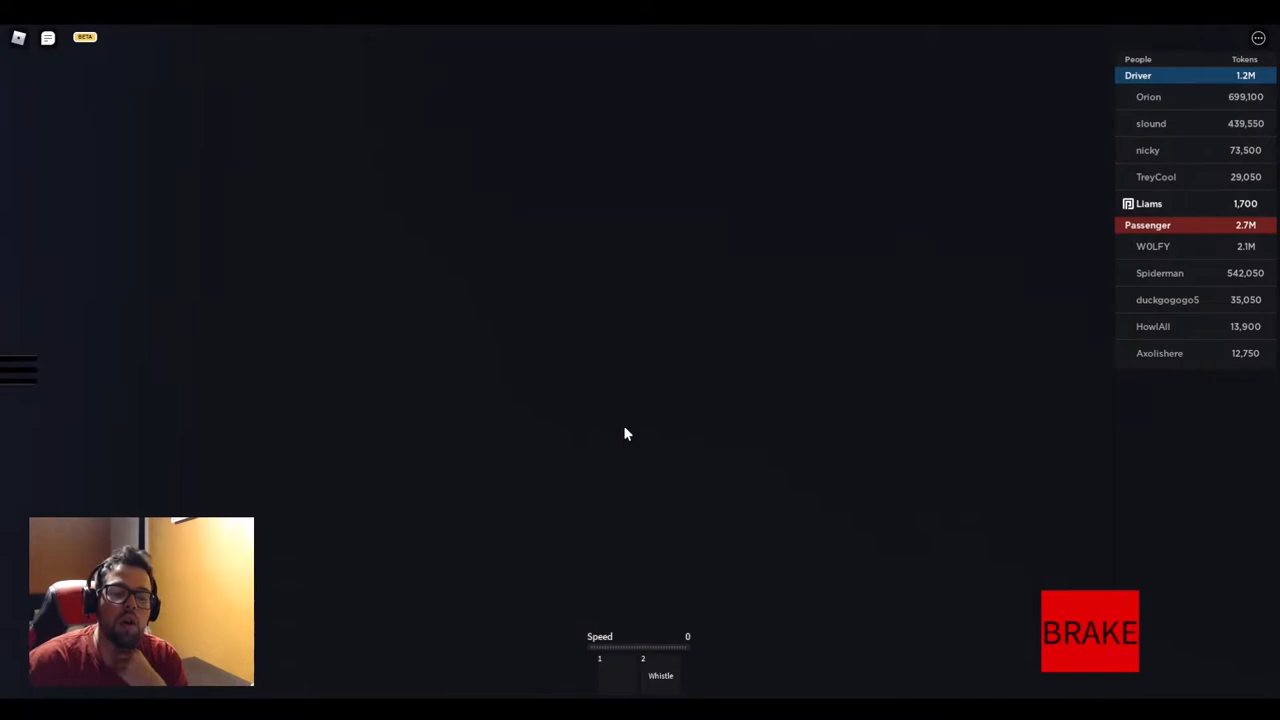 BETA
People Tokens
Driver 1.2M
Orion 699,100
slound 439,550
nicky 73,500
TreyCool 29,050
Liams 1,700
Passenger 2.7M
W0LFY 2.1M
Spiderman 542,050
duckgogogo5 35,050
HowlAll 13,900
Axolishere 12,750
BRAKE
Speed 0
1 2
Whistle